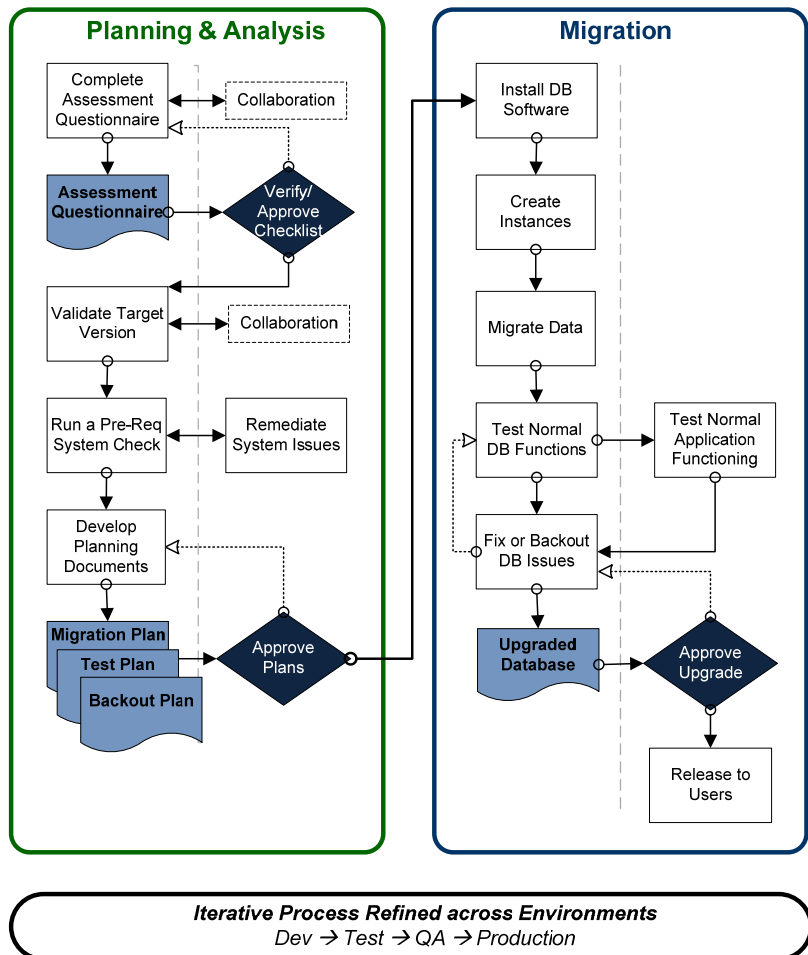 Planning & Analysis
Complete
Assessment
Questionnaire
Collaboration
Assessment
Questionnaire
Verify/
Approve
Checklist
Validate Target
Version
Collaboration
Run a Pre-Req
System Check
Remediate
System Issues
Develop
Planning
Documents
Migration Plan
Test Plan
Backout Plan
Approve
Plans
Migration
Install DB
Software
Create
Instances
Migrate Data
Test Normal
DB Functions
Test Normal
Application
Functioning
Fix or Backout
DB Issues
Upgraded
Database
Approve
Upgrade
Release to
Users
Iterative Process Refined across Environments
Dev → Test → QA → Production